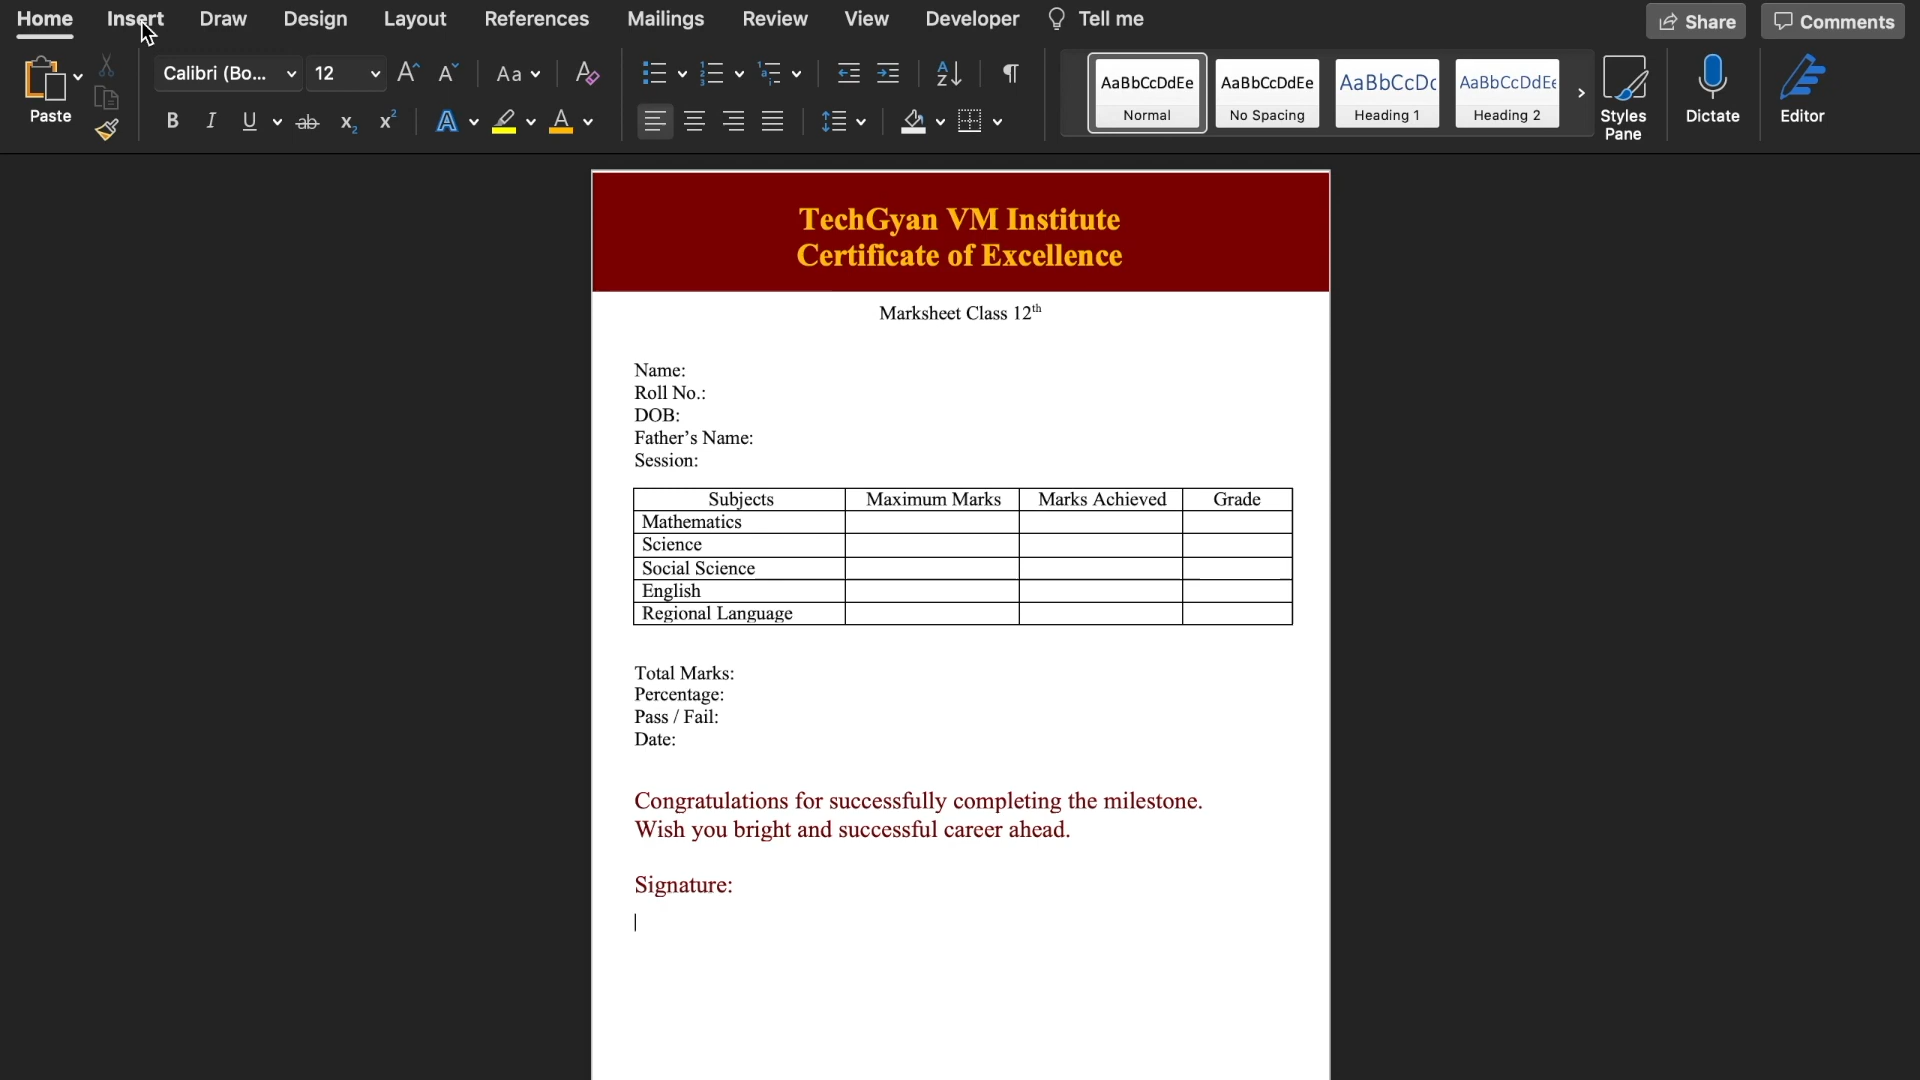 Home Insert Draw Design Layout References Mailings Review View Developer Tell me Share Comments
Paste Calibri (Bo... 12 Aa
AaBbCcDdEe AaBbCcDdEe AaBbCcDc AaBbCcDdEe
Normal No Spacing Heading 1 Heading 2 Styles Pane Dictate Editor
TechGyan VM Institute
Certificate of Excellence
Marksheet Class 12th
Name:
Roll No.:
DOB:
Father's Name:
Session:
Subjects Maximum Marks Marks Achieved Grade
Mathematics
Science
Social Science
English
Regional Language
Total Marks:
Percentage:
Pass / Fail:
Date:
Congratulations for successfully completing the milestone.
Wish you bright and successful career ahead.
Signature: